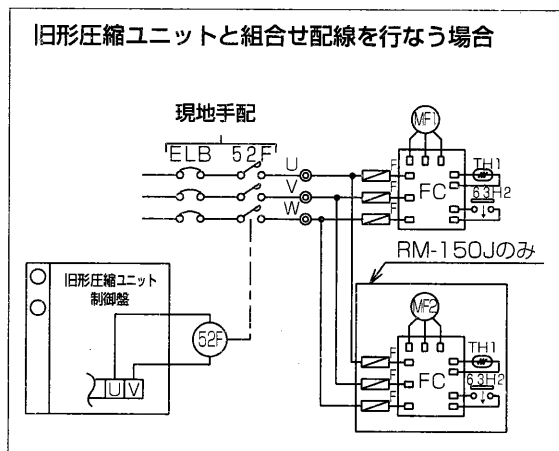 旧形圧縮ユニットと組合せ配線を行なう場合
現地手配
ELB 52F
U
V
W
F
F
F
MF1
FC
TH1
63H2
RM-150Jのみ
旧形圧縮ユニット
制御盤
52F
U V
F
F
F
MF2
FC
TH1
63H2